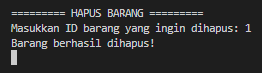 ========= HAPUS BARANG =========
Masukkan ID barang yang ingin dihapus: 1
Barang berhasil dihapus!